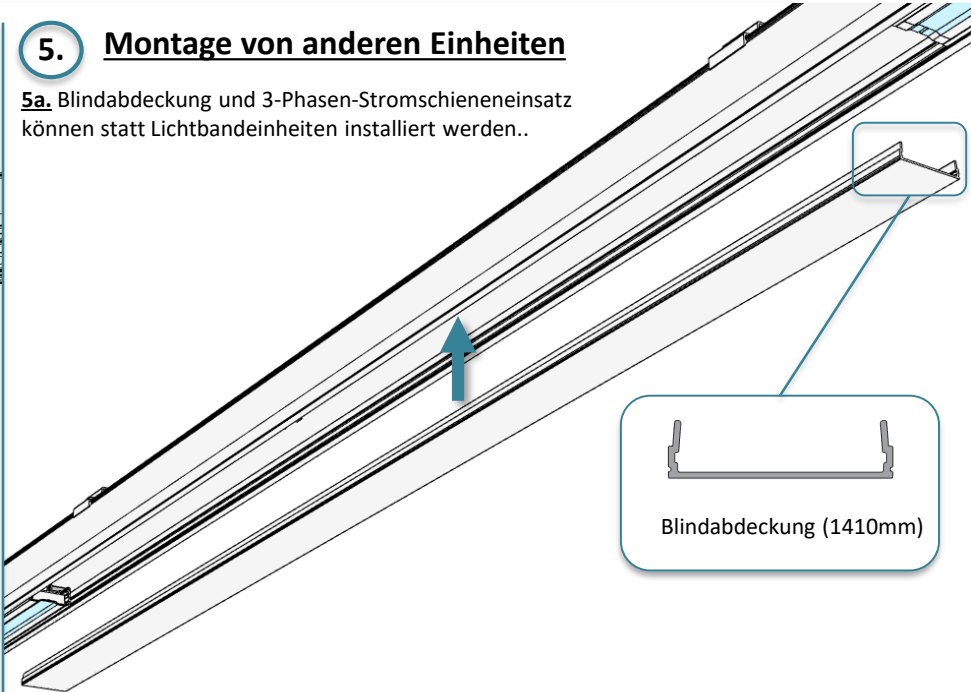 5. Montage von anderen Einheiten
5a. Blindabdeckung und 3-Phasen-Stromschieneneinsatz
können statt Lichtbandeinheiten installiert werden..
Blindabdeckung (1410mm)